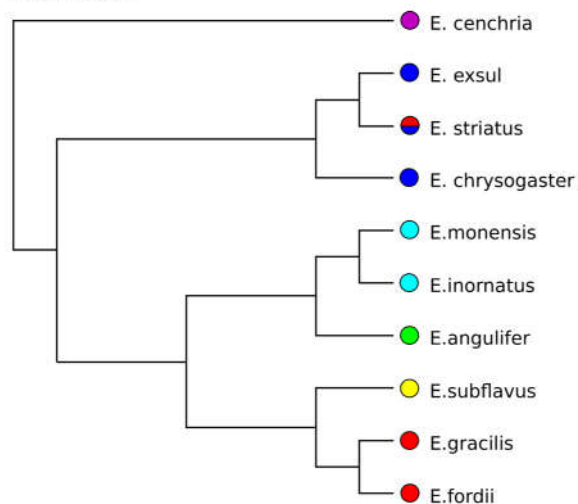 E. cenchria
E. exsul
E. striatus
E. chrysogaster
E.monensis
E.inornatus
E.angulifer
E.subflavus
E.gracilis
E.fordii